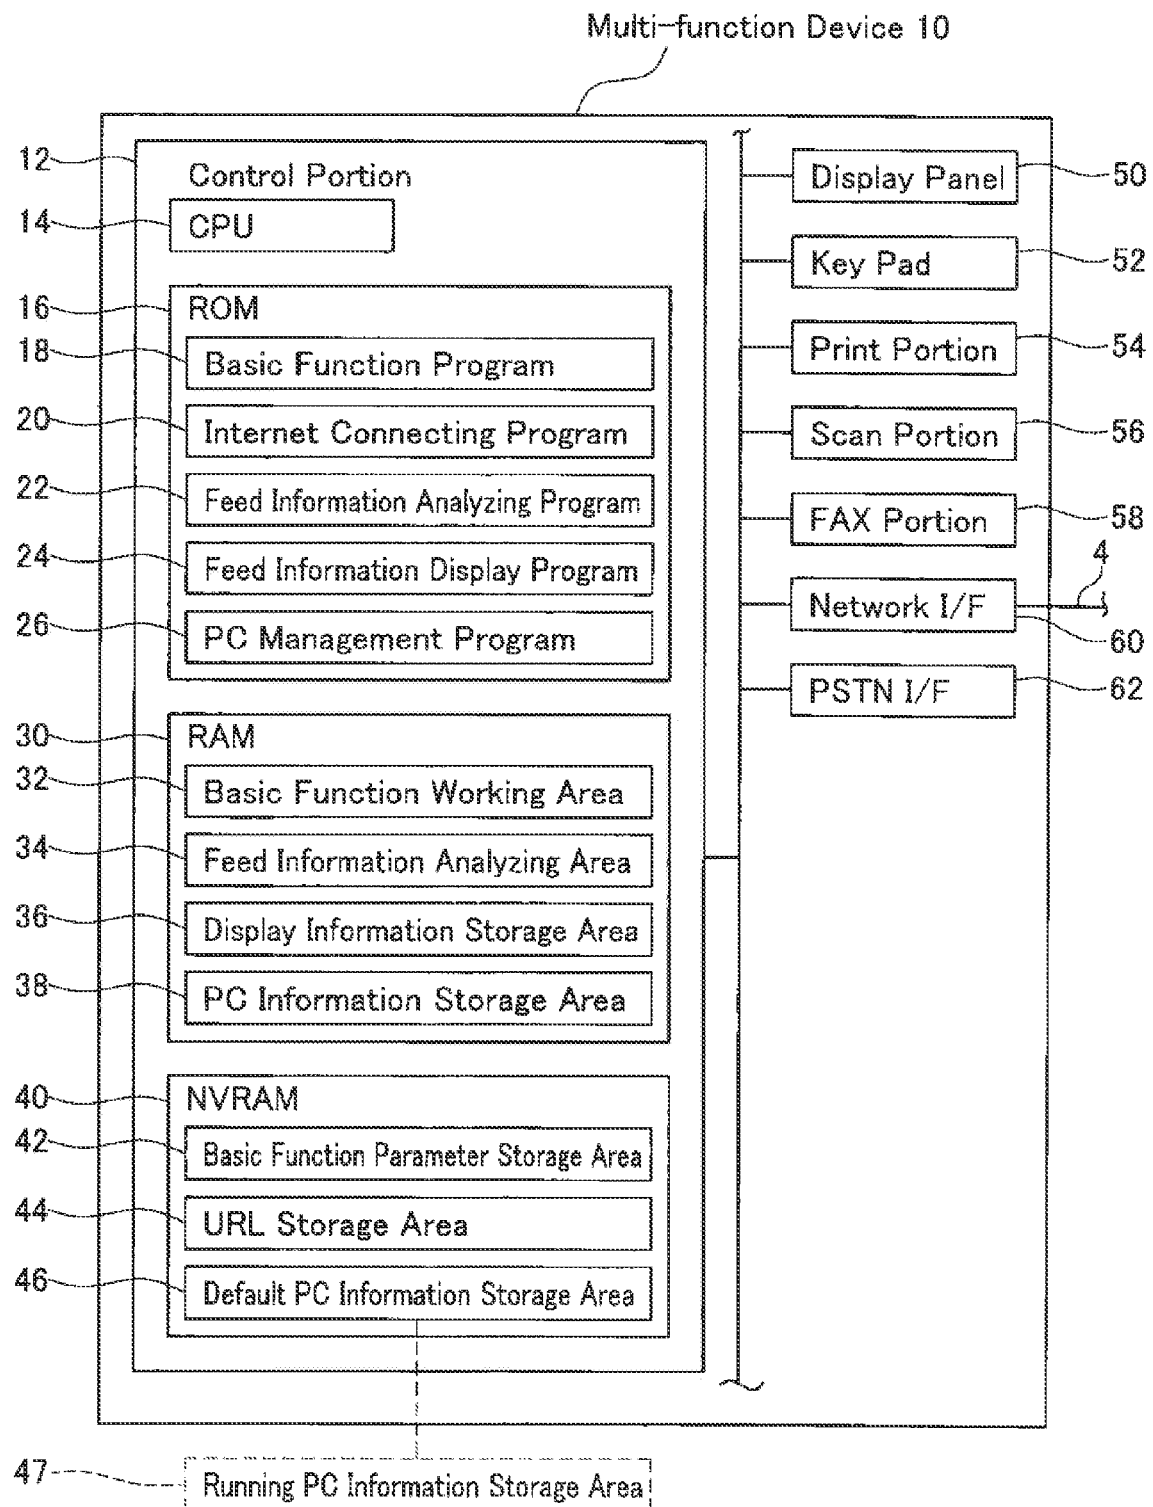 Multi-function Device 10
12
Control Portion
14
CPU
16
ROM
18
Basic Function Program
20
Internet Connecting Program
22
Feed Information Analyzing Program
24
Feed Information Display Program
26
PC Management Program
30
RAM
32
Basic Function Working Area
34
Feed Information Analyzing Area
36
Display Information Storage Area
38
PC Information Storage Area
40
NVRAM
42
Basic Function Parameter Storage Area
44
URL Storage Area
46
Default PC Information Storage Area
47
Running PC Information Storage Area
Display Panel
50
Key Pad
52
Print Portion
54
Scan Portion
56
FAX Portion
58
Network I/F
4
60
PSTN I/F
62